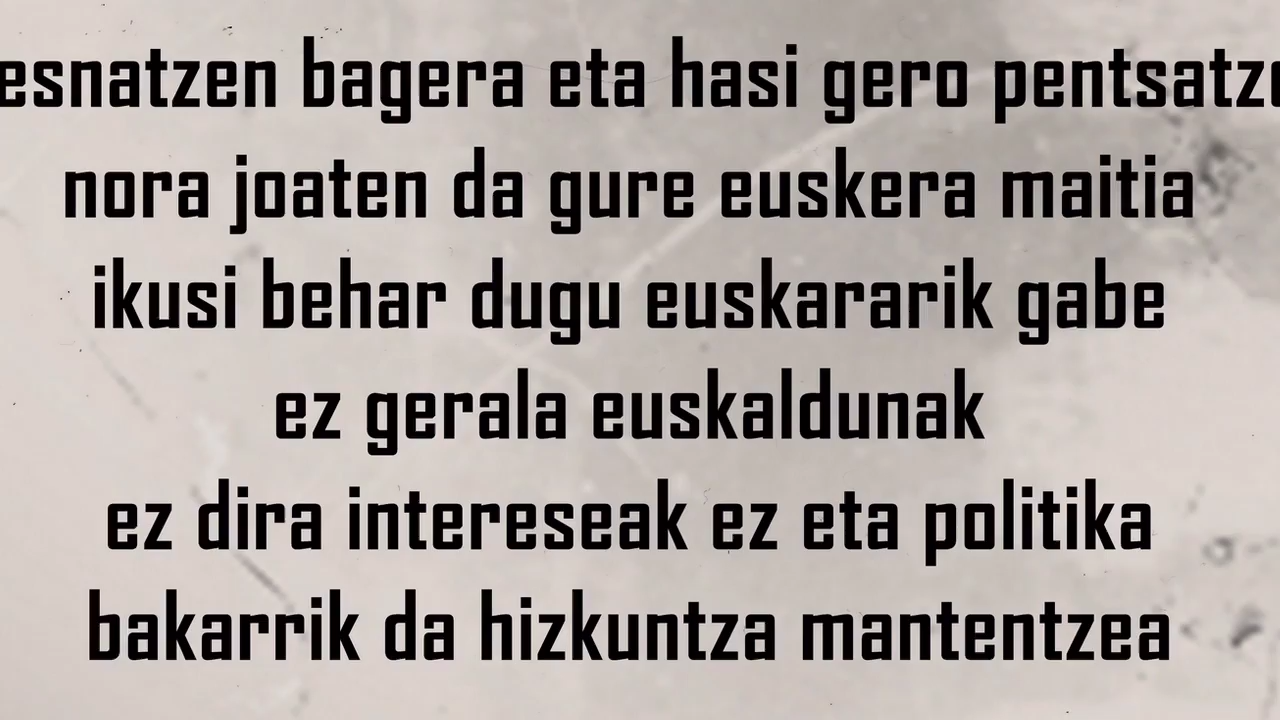 esnatzen bagera eta hasi gero pentsatze
nora joaten da gure euskera maitia
ikusi behar dugu euskararik gabe
ez gerala euskaldunak
ez dira intereseak ez eta politika
bakarrik da hizkuntza mantentzea